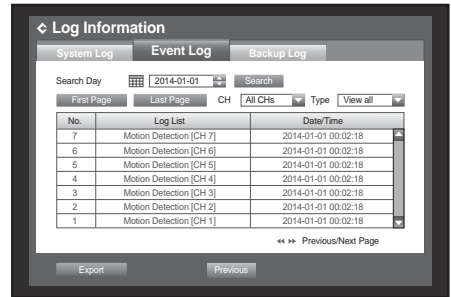 Log Information
System Log Event Log Backup Log
Search Day 2014-01-01 Search
First Page Last Page CH All CHs Type View all
No. Log List Date/Time
7 Motion Detection [CH 7] 2014-01-01 00:02:18
6 Motion Detection [CH 6] 2014-01-01 00:02:18
5 Motion Detection [CH 5] 2014-01-01 00:02:18
4 Motion Detection [CH 4] 2014-01-01 00:02:18
3 Motion Detection [CH 3] 2014-01-01 00:02:18
2 Motion Detection [CH 2] 2014-01-01 00:02:18
1 Motion Detection [CH 1] 2014-01-01 00:02:18
Previous/Next Page
Export Previous